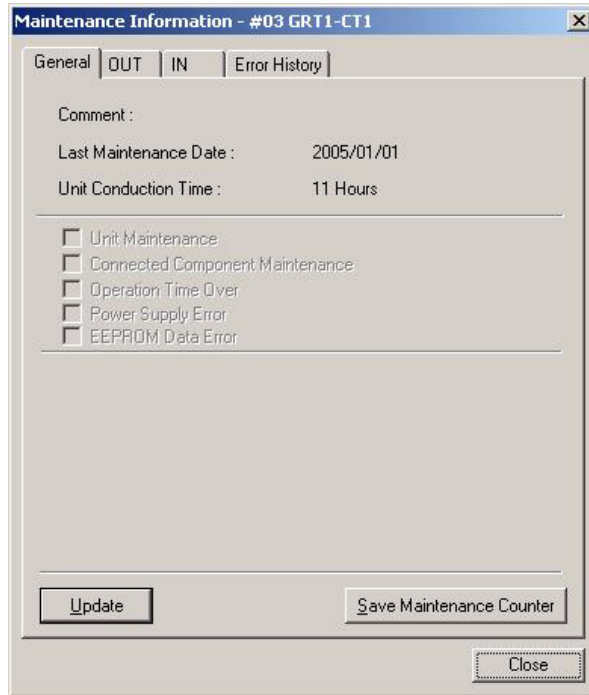 Maintenance Information - #03 GRT1-CT1
General OUT IN Error History
Comment :
Last Maintenance Date : 2005/01/01
Unit Conduction Time : 11 Hours
Unit Maintenance
Connected Component Maintenance
Operation Time Over
Power Supply Error
EEPROM Data Error
Update Save Maintenance Counter
Close